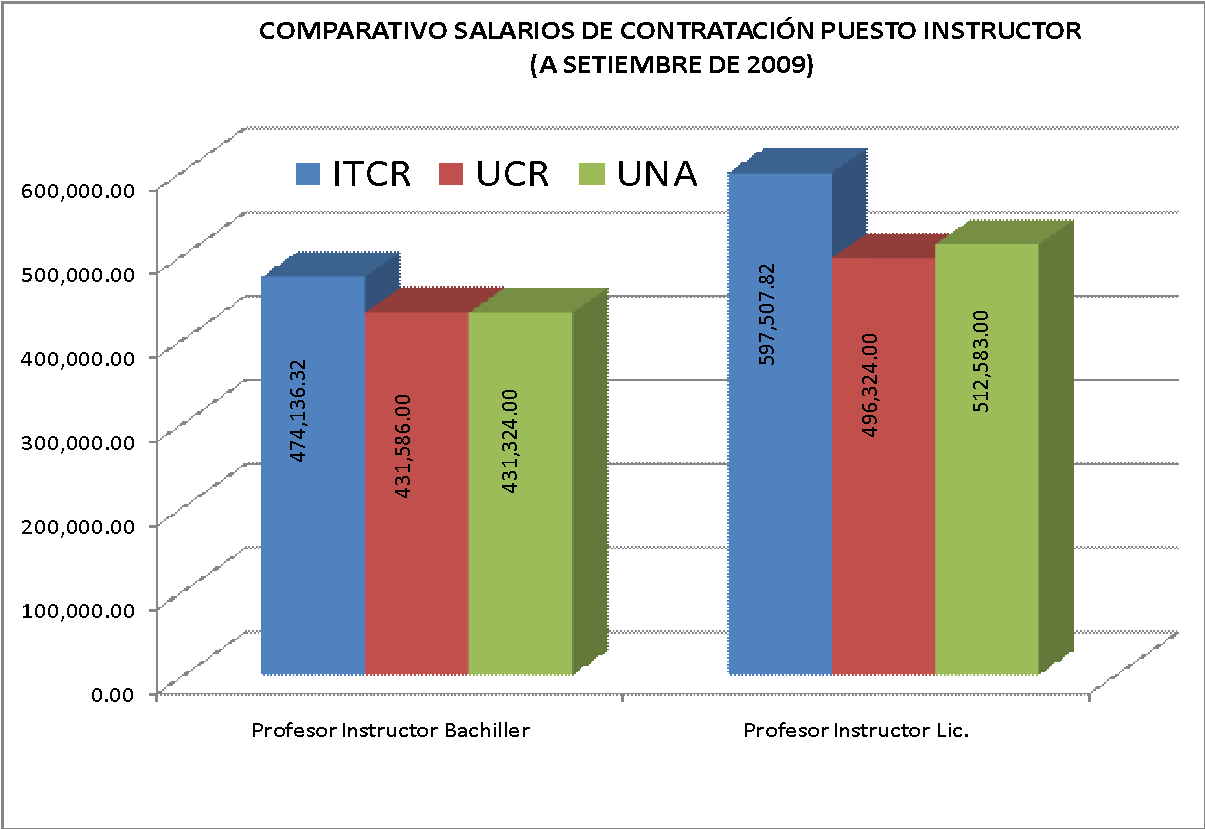 COMPARATIVO SALARIOS DE CONTRATACIÓN PUESTO INSTRUCTOR
(A SETIEMBRE DE 2009)
ITCR UCR UNA
600,000.00
500,000.00
400,000.00
300,000.00
200,000.00
100,000.00
0.00
474,136.32
431,586.00
431,324.00
597,507.82
496,324.00
512,583.00
Profesor Instructor Bachiller
Profesor Instructor Lic.